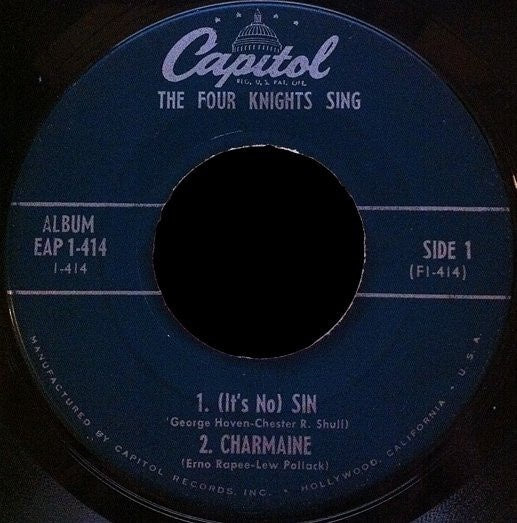 Capitol
REG. U.S. PAT. OFF.
THE FOUR KNIGHTS SING
ALBUM
EAP 1-414
1-414
SIDE 1
(F1-414)
1. (It's No) SIN
(George Hoven-Chester R. Shull)
2. CHARMAINE
(Erno Rapee-Lew Pollack)
MANUFACTURED BY CAPITOL RECORDS, INC. • HOLLYWOOD, CALIFORNIA • U.S.A.